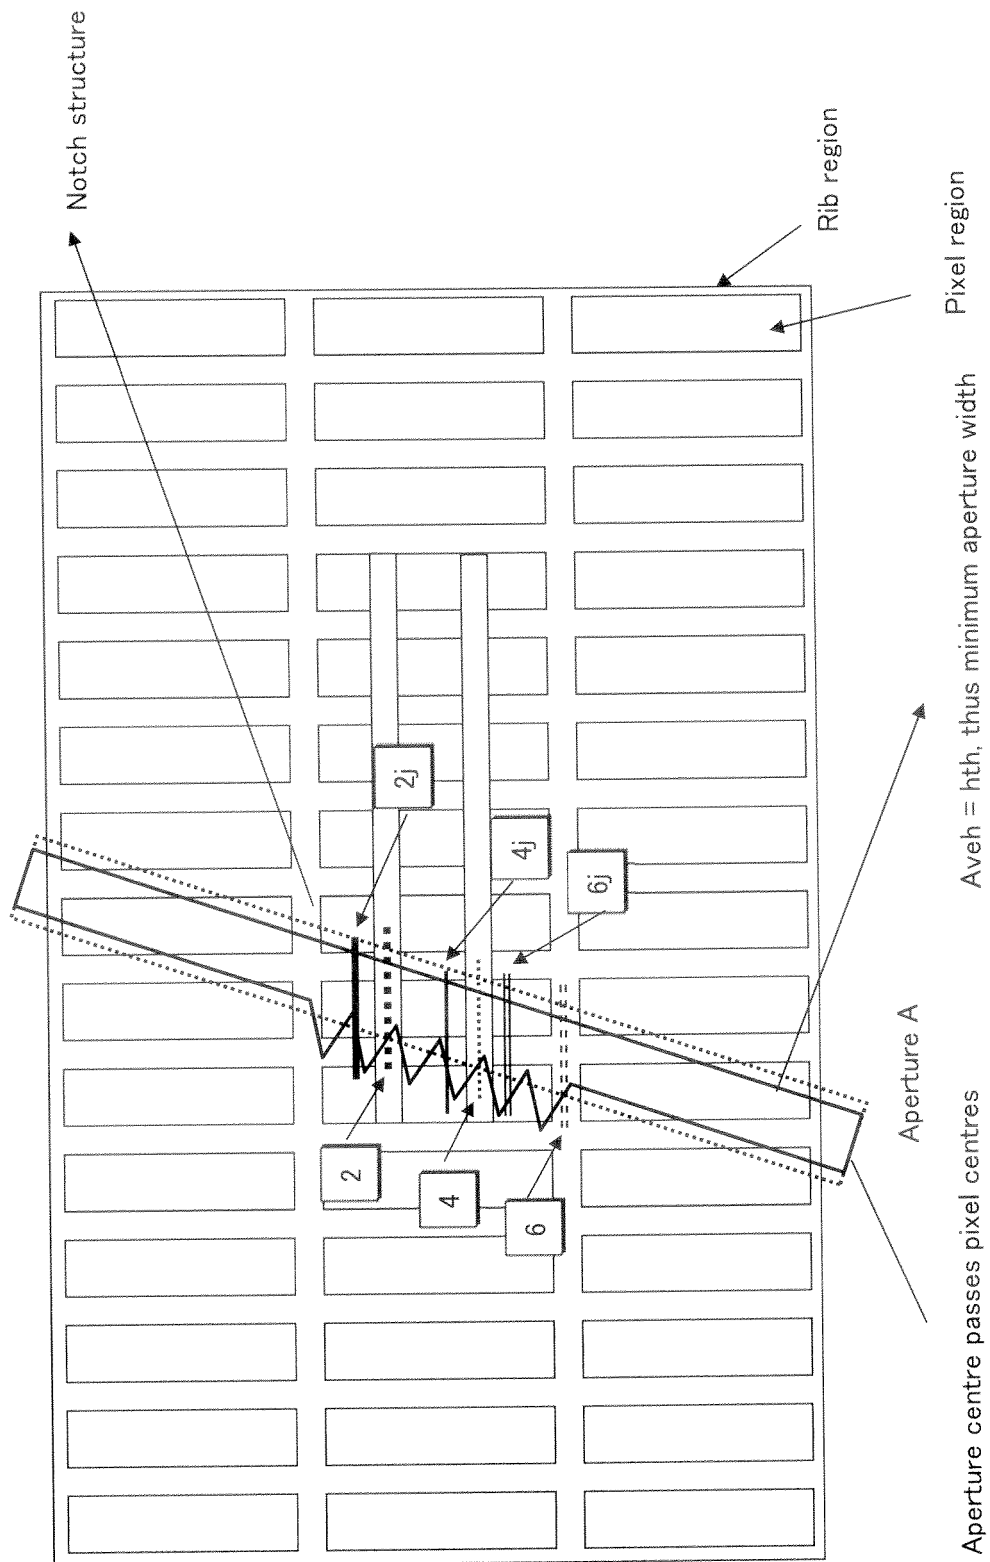 Notch structure
2
2j
4
4j
6
6j
Rib region
Aperture A
Pixel region
Aperture centre passes pixel centres
Aveh = hth, thus minimum aperture width